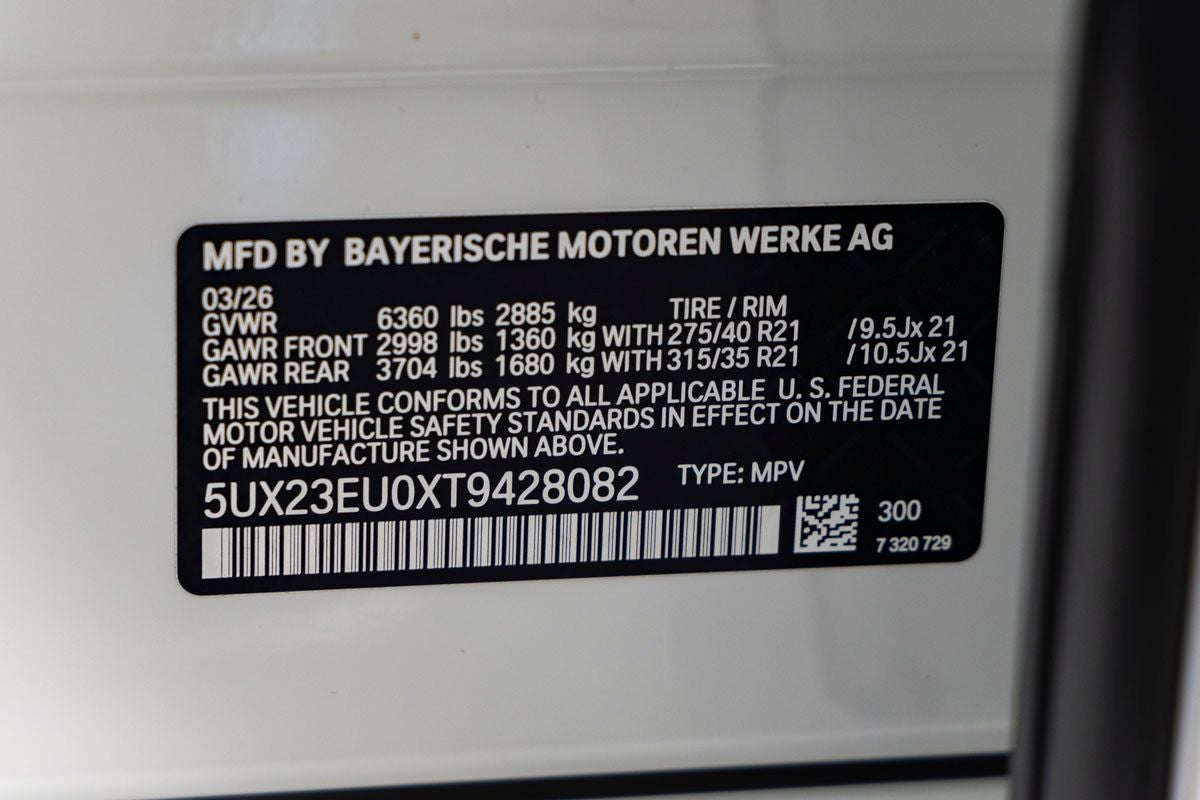 MFD BY BAYERISCHE MOTOREN WERKE AG
03/26 TIRE / RIM
GVWR 6360 lbs 2885 kg
GAWR FRONT 2998 lbs 1360 kg WITH 275/40 R21 /9.5Jx 21
GAWR REAR 3704 lbs 1680 kg WITH 315/35 R21 /10.5Jx 21
THIS VEHICLE CONFORMS TO ALL APPLICABLE U. S. FEDERAL
MOTOR VEHICLE SAFETY STANDARDS IN EFFECT ON THE DATE
OF MANUFACTURE SHOWN ABOVE.
5UX23EU0XT9428082 TYPE: MPV
300
7 320 729